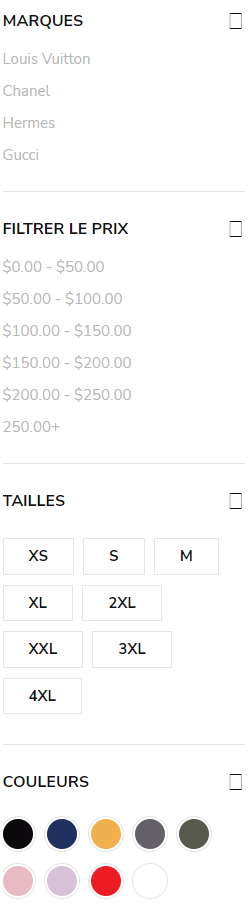 MARQUES
Louis Vuitton
Chanel
Hermes
Gucci
FILTRER LE PRIX
$0.00 - $50.00
$50.00 - $100.00
$100.00 - $150.00
$150.00 - $200.00
$200.00 - $250.00
250.00+
TAILLES
XS S M
XL 2XL
XXL 3XL
4XL
COULEURS